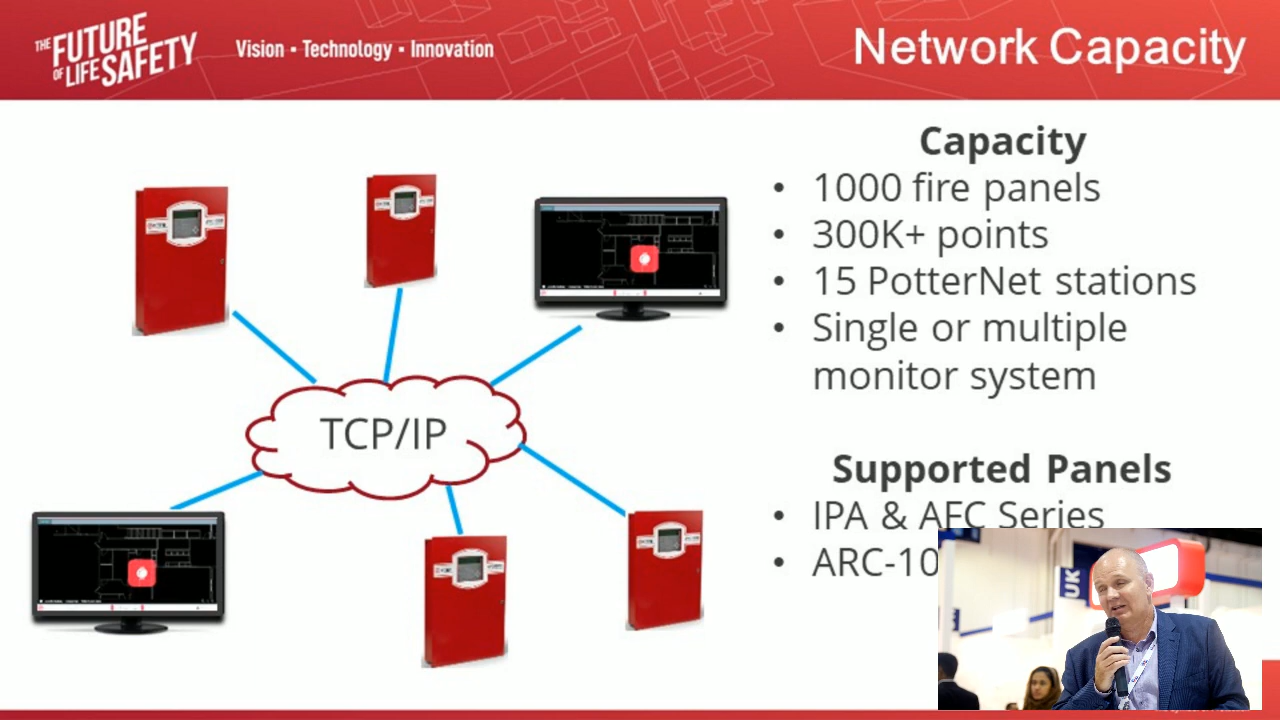 THE FUTURE
OF LIFE SAFETY
Vision ▪ Technology ▪ Innovation
Network Capacity
TCP/IP
Capacity
• 1000 fire panels
• 300K+ points
• 15 PotterNet stations
• Single or multiple
monitor system
Supported Panels
• IPA & AFC Series
• ARC-10
UK